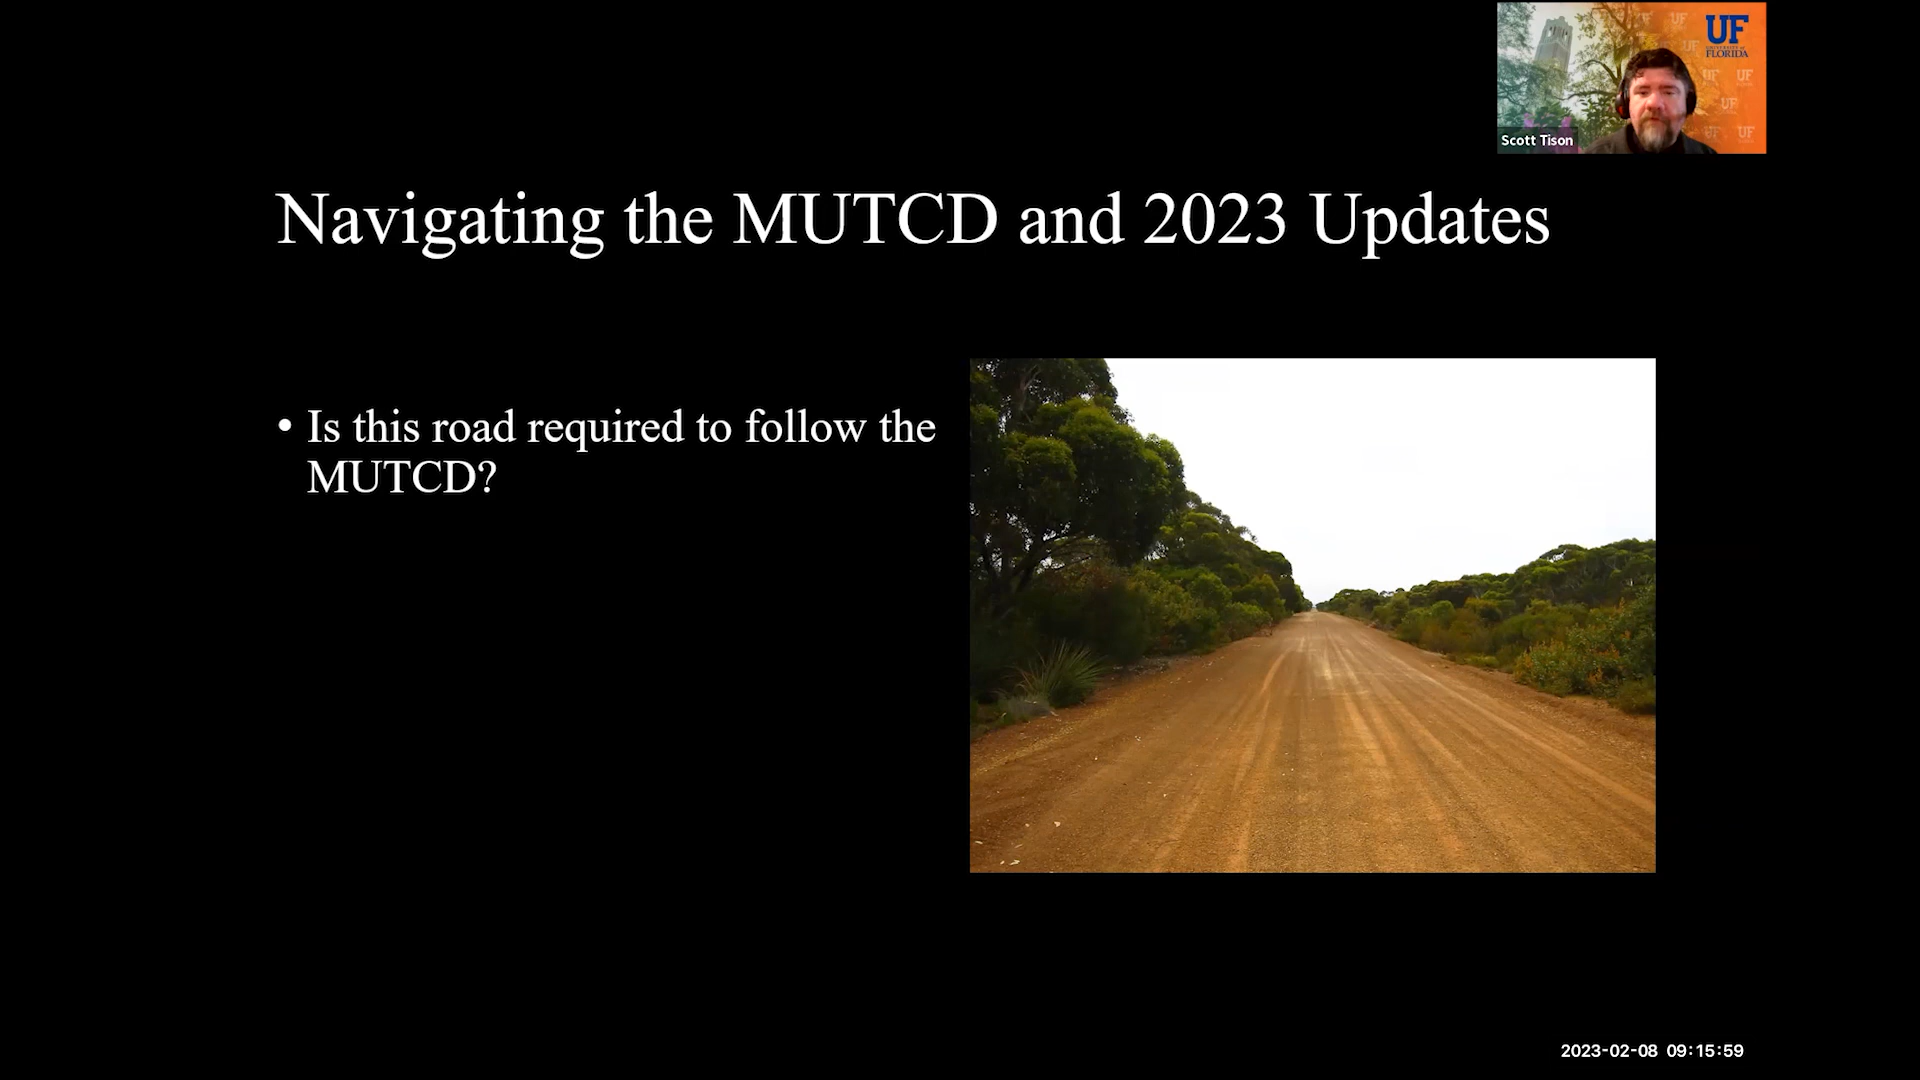 UF
UNIVERSITY of
FLORIDA
Scott Tison
Navigating the MUTCD and 2023 Updates
• Is this road required to follow the
MUTCD?
2023-02-08 09:15:59